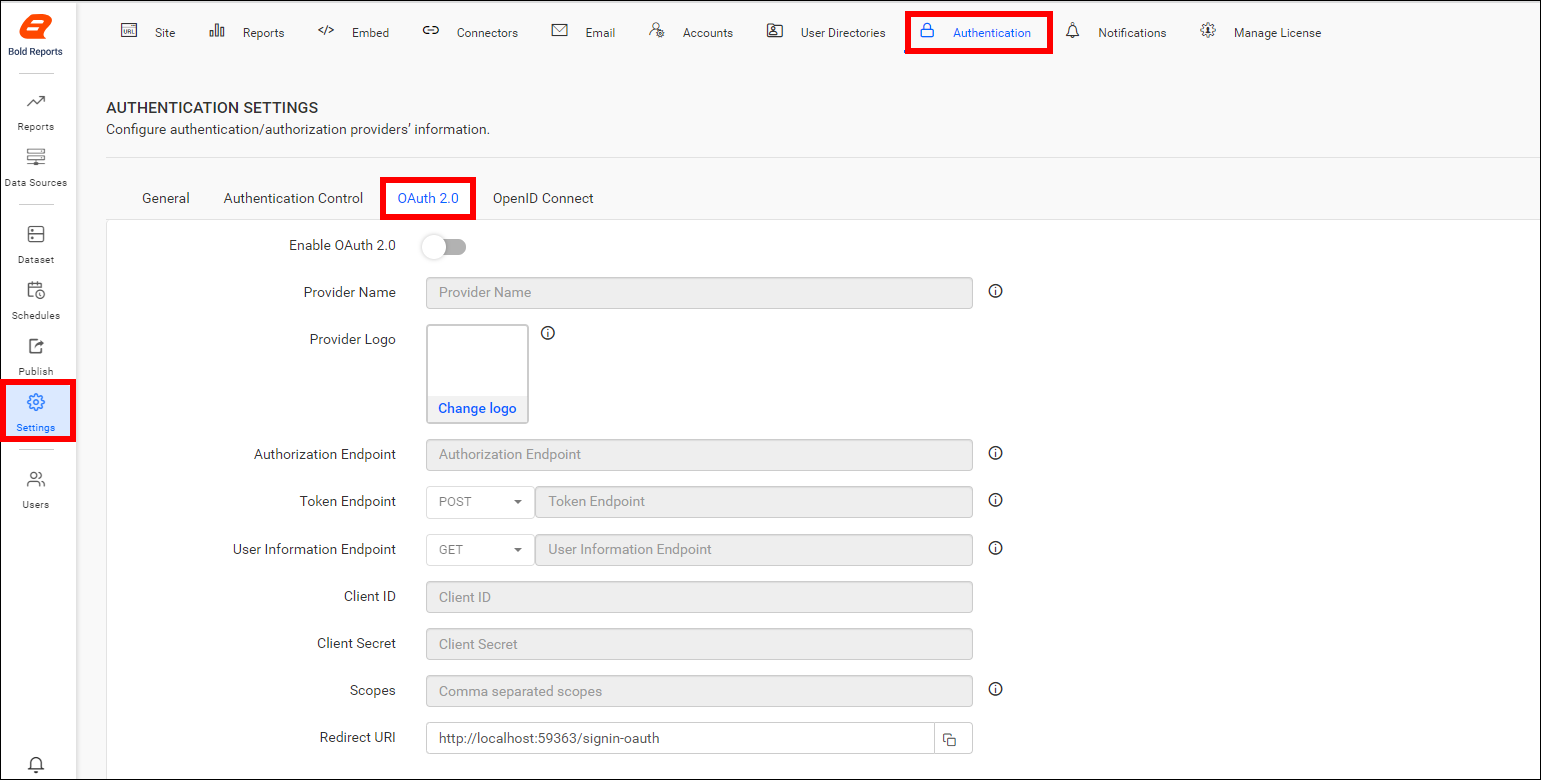 Bold Reports
Reports
Data Sources
Dataset
Schedules
Publish
Settings
Users
URL
Site
Reports
</>
Embed
Connectors
Email
Accounts
User Directories
Authentication
Notifications
Manage License
AUTHENTICATION SETTINGS
Configure authentication/authorization providers’ information.
General
Authentication Control
OAuth 2.0
OpenID Connect
Enable OAuth 2.0
Provider Name
Provider Name
Provider Logo
Change logo
Authorization Endpoint
Authorization Endpoint
Token Endpoint
POST
Token Endpoint
User Information Endpoint
GET
User Information Endpoint
Client ID
Client ID
Client Secret
Client Secret
Scopes
Comma separated scopes
Redirect URI
http://localhost:59363/signin-oauth